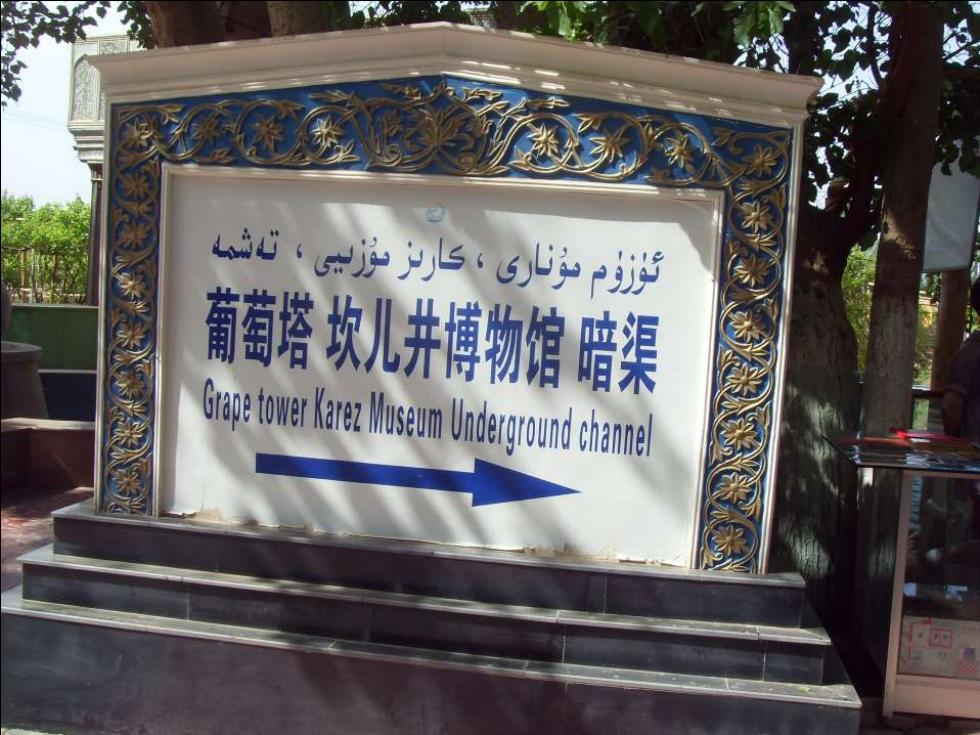 ئۈزۈم مۇنارى ، كارىز مۇزىيى ، تەشمە
葡萄塔 坎儿井博物馆 暗渠
Grape tower Karez Museum Underground channel